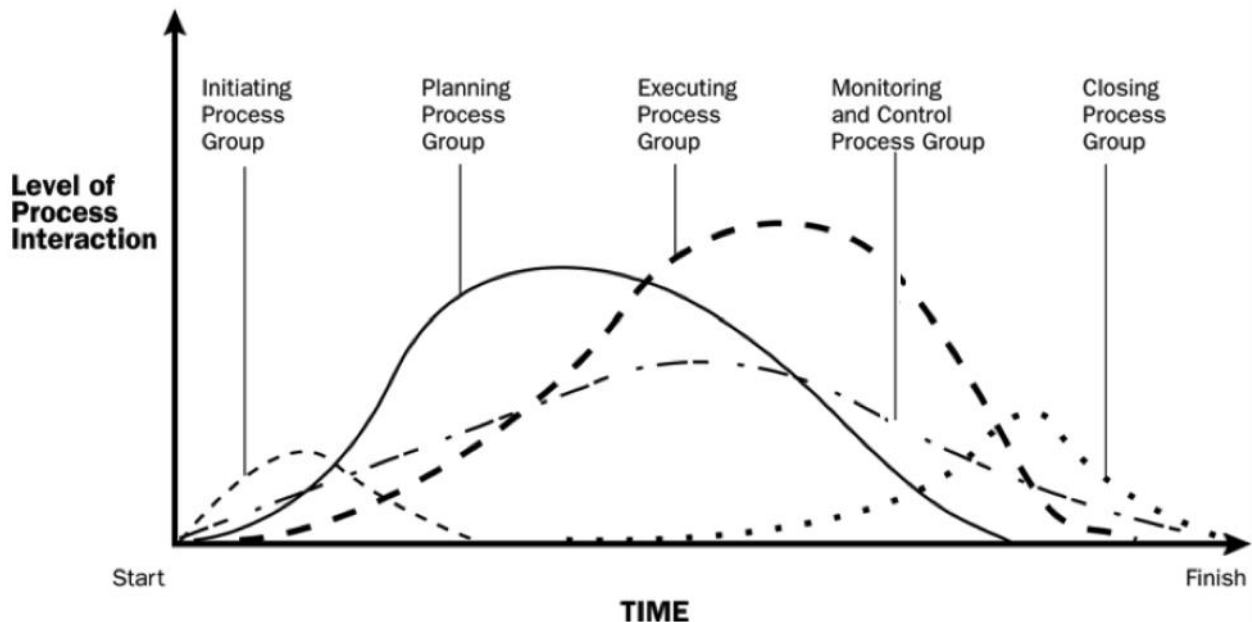 Initiating
Process
Group
Planning
Process
Group
Executing
Process
Group
Monitoring
and Control
Process Group
Closing
Process
Group
Level of
Process
Interaction
Start
Finish
TIME